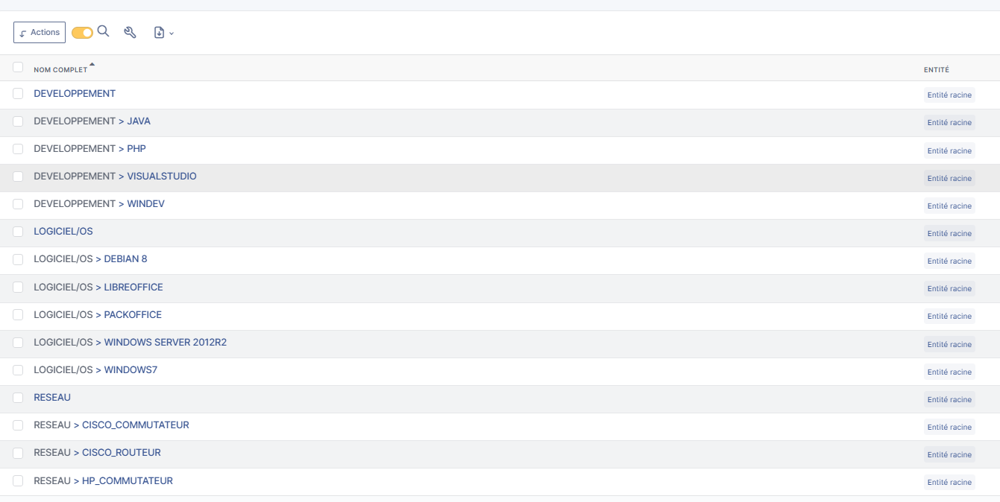 Actions
NOM COMPLET ENTITÉ
DEVELOPPEMENT Entité racine
DEVELOPPEMENT > JAVA Entité racine
DEVELOPPEMENT > PHP Entité racine
DEVELOPPEMENT > VISUALSTUDIO Entité racine
DEVELOPPEMENT > WINDEV Entité racine
LOGICIEL/OS Entité racine
LOGICIEL/OS > DEBIAN 8 Entité racine
LOGICIEL/OS > LIBREOFFICE Entité racine
LOGICIEL/OS > PACKOFFICE Entité racine
LOGICIEL/OS > WINDOWS SERVER 2012R2 Entité racine
LOGICIEL/OS > WINDOWS7 Entité racine
RESEAU Entité racine
RESEAU > CISCO_COMMUTATEUR Entité racine
RESEAU > CISCO_ROUTEUR Entité racine
RESEAU > HP_COMMUTATEUR Entité racine